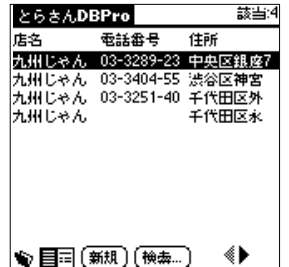 とらさんDBPro 該当:4
店名 電話番号 住所
九州じゃん 03-3289-23 中央区銀座7
九州じゃん 03-3404-55 渋谷区神宮
九州じゃん 03-3251-40 千代田区外
九州じゃん 千代田区永
新規 検索...